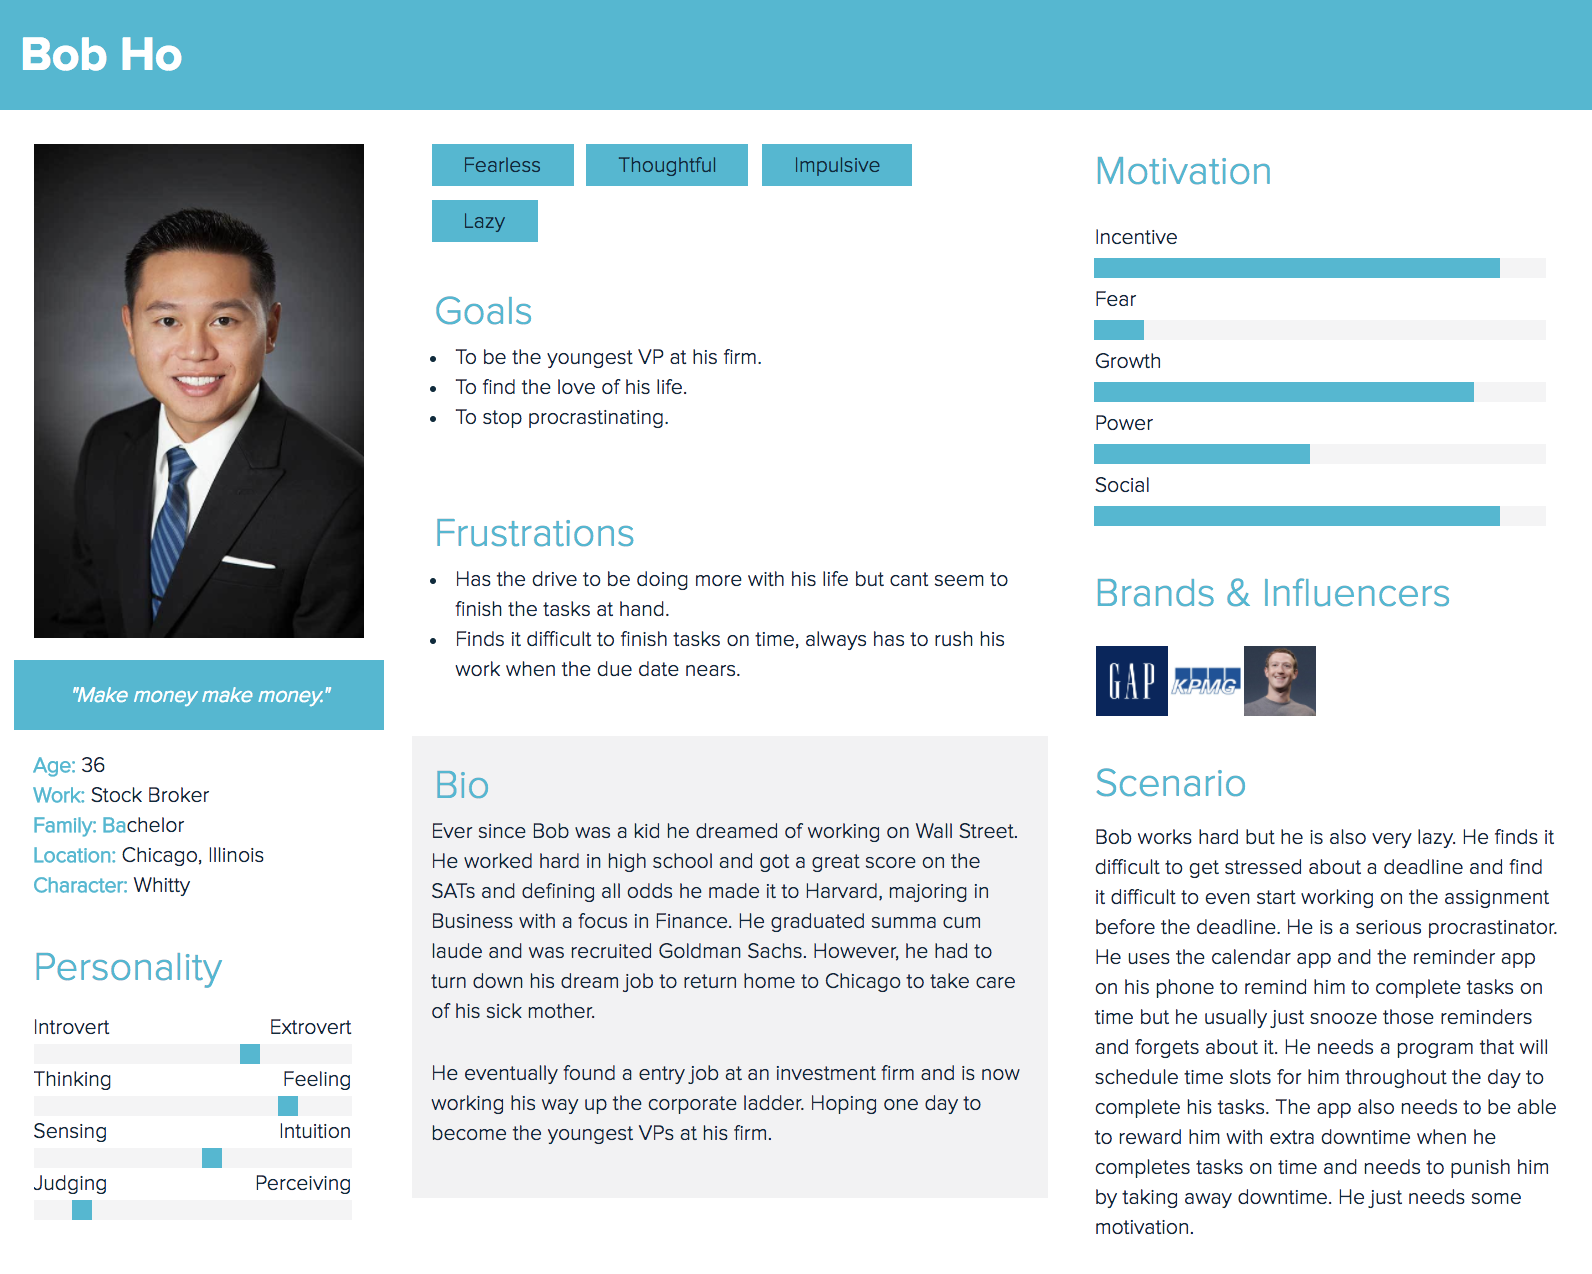 Bob Ho
Fearless
Thoughtful
Impulsive
Lazy
Goals
To be the youngest VP at his firm.
To find the love of his life.
To stop procrastinating.
Frustrations
Has the drive to be doing more with his life but cant seem to
finish the tasks at hand.
Finds it difficult to finish tasks on time, always has to rush his
work when the due date nears.
"Make money make money."
Age: 36
Work: Stock Broker
Family: Bachelor
Location: Chicago, Illinois
Character: Whitty
Personality
Introvert Extrovert
Thinking Feeling
Sensing Intuition
Judging Perceiving
Bio
Ever since Bob was a kid he dreamed of working on Wall Street.
He worked hard in high school and got a great score on the
SATs and defining all odds he made it to Harvard, majoring in
Business with a focus in Finance. He graduated summa cum
laude and was recruited Goldman Sachs. However, he had to
turn down his dream job to return home to Chicago to take care
of his sick mother.
He eventually found a entry job at an investment firm and is now
working his way up the corporate ladder. Hoping one day to
become the youngest VPs at his firm.
Motivation
Incentive
Fear
Growth
Power
Social
Brands & Influencers
GAP
KPMG
Scenario
Bob works hard but he is also very lazy. He finds it
difficult to get stressed about a deadline and find
it difficult to even start working on the assignment
before the deadline. He is a serious procrastinator.
He uses the calendar app and the reminder app
on his phone to remind him to complete tasks on
time but he usually just snooze those reminders
and forgets about it. He needs a program that will
schedule time slots for him throughout the day to
complete his tasks. The app also needs to be able
to reward him with extra downtime when he
completes tasks on time and needs to punish him
by taking away downtime. He just needs some
motivation.